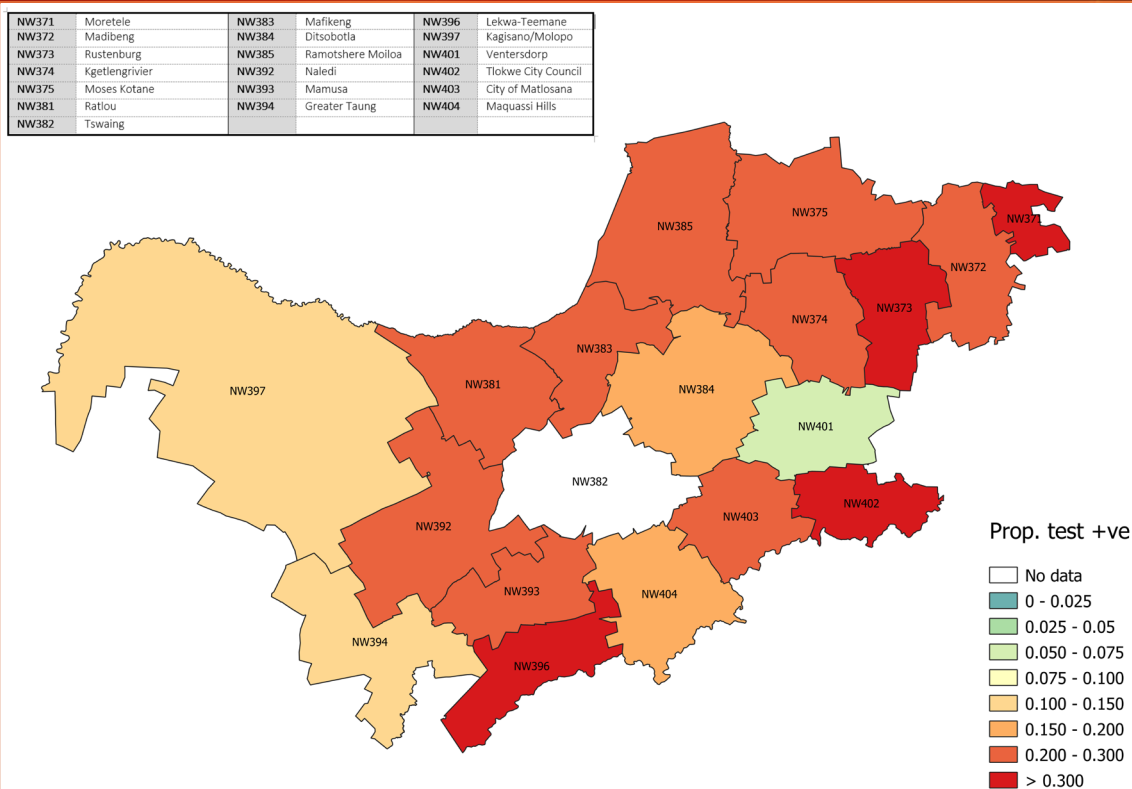 NW371 Moretele NW383 Mafikeng NW396 Lekwa-Teemane
NW372 Madibeng NW384 Ditsobotla NW397 Kagisano/Molopo
NW373 Rustenburg NW385 Ramotshere Moiloa NW401 Ventersdorp
NW374 Kgetlengrivier NW392 Naledi NW402 Tlokwe City Council
NW375 Moses Kotane NW393 Mamusa NW403 City of Matlosana
NW381 Ratlou NW394 Greater Taung NW404 Maquassi Hills
NW382 Tswaing
NW385
NW375
NW371
NW372
NW373
NW374
NW383
NW381
NW397
NW384
NW401
NW382
NW402
NW403
NW392
NW393
NW404
NW394
NW396
Prop. test +ve
No data
0 - 0.025
0.025 - 0.05
0.050 - 0.075
0.075 - 0.100
0.100 - 0.150
0.150 - 0.200
0.200 - 0.300
> 0.300